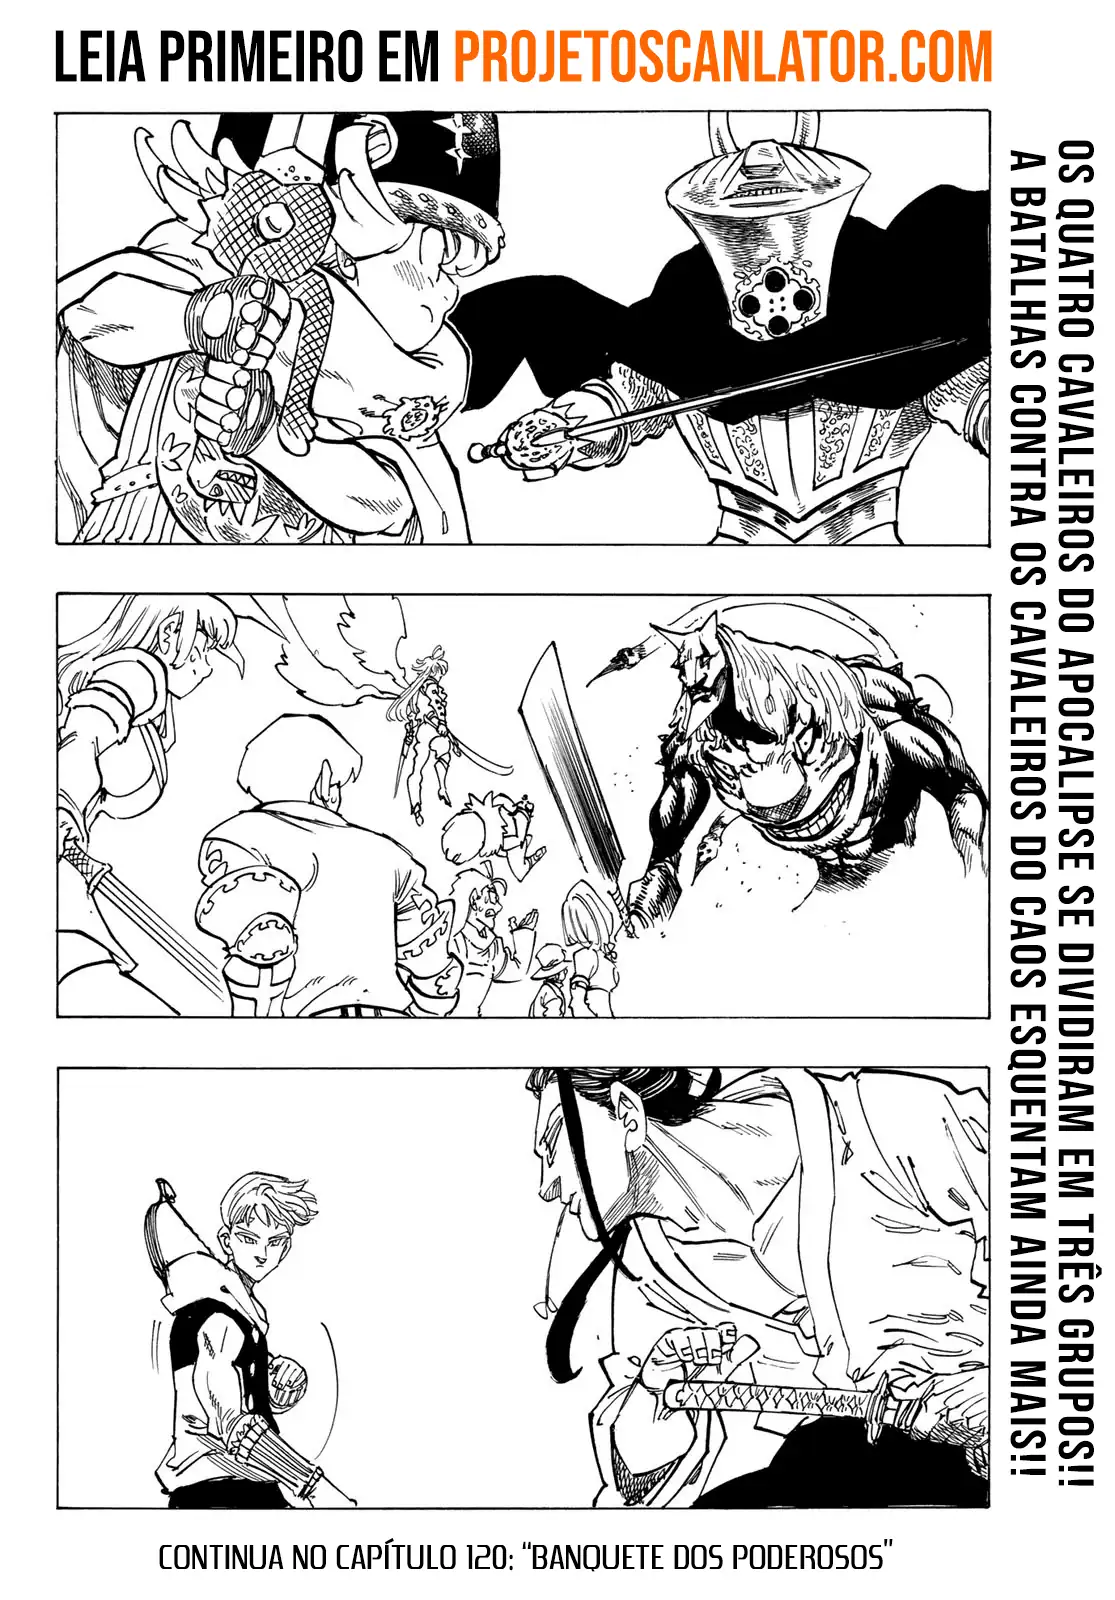 LEIA PRIMEIRO EM PROJETOSCANLATOR.COM
OS QUATRO CAVALEIROS DO APOCALIPSE SE DIVIDIRAM EM TRÊS GRUPOS!!
A BATALHAS CONTRA OS CAVALEIROS DO CAOS ESQUENTAM AINDA MAIS!!
CONTINUA NO CAPÍTULO 120: “BANQUETE DOS PODEROSOS”